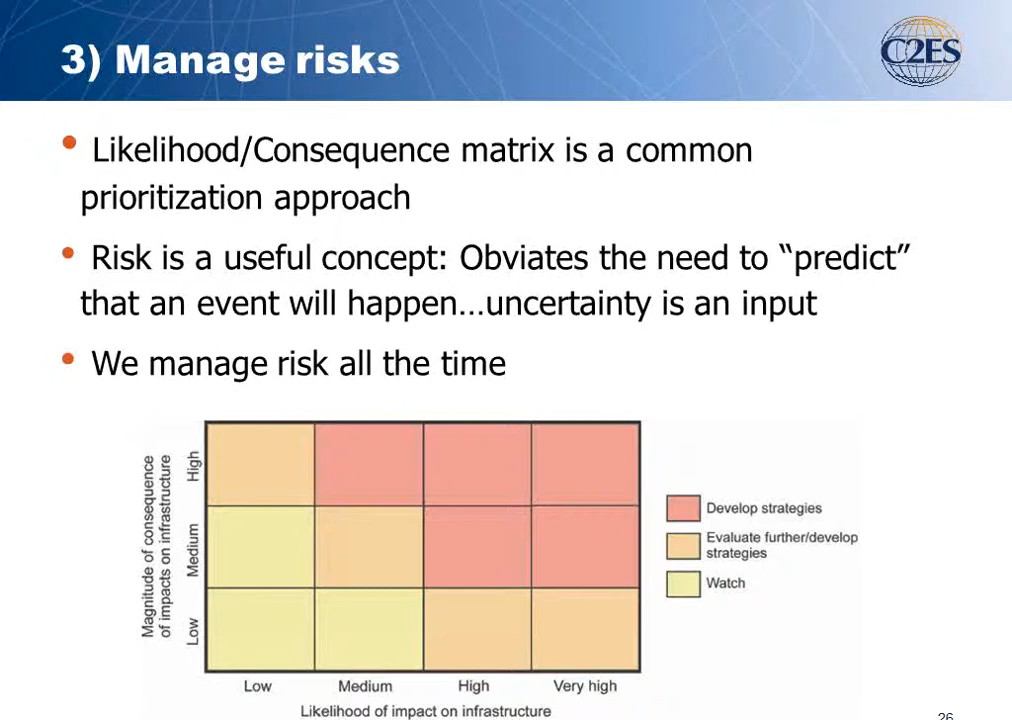 3) Manage risks
C2ES
• Likelihood/Consequence matrix is a common
prioritization approach
• Risk is a useful concept: Obviates the need to “predict”
that an event will happen…uncertainty is an input
• We manage risk all the time
Magnitude of consequence
of impacts on infrastructure
High
Medium
Low
Develop strategies
Evaluate further/develop
strategies
Watch
Low Medium High Very high
Likelihood of impact on infrastructure
26